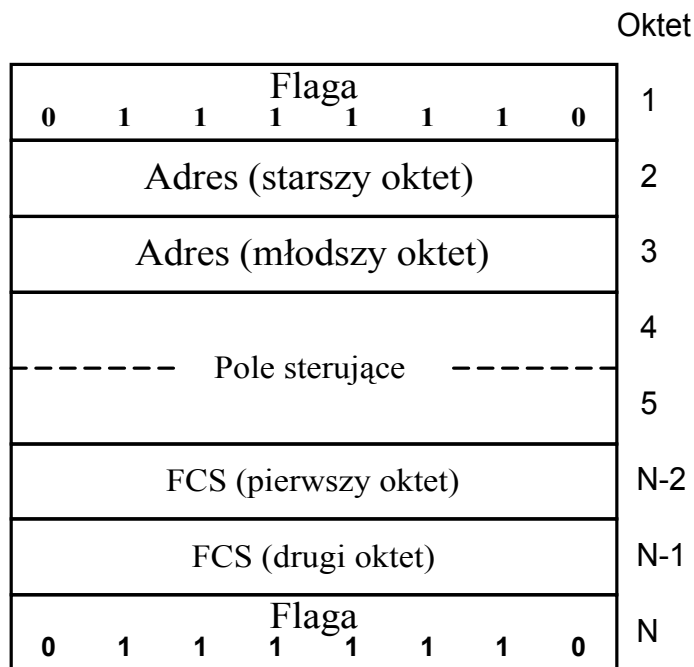 Oktet
Flaga
0 1 1 1 1 1 1 0
1
Adres (starszy oktet)
2
Adres (młodszy oktet)
3
4
Pole sterujące
5
FCS (pierwszy oktet)
N-2
FCS (drugi oktet)
N-1
Flaga
0 1 1 1 1 1 1 0
N